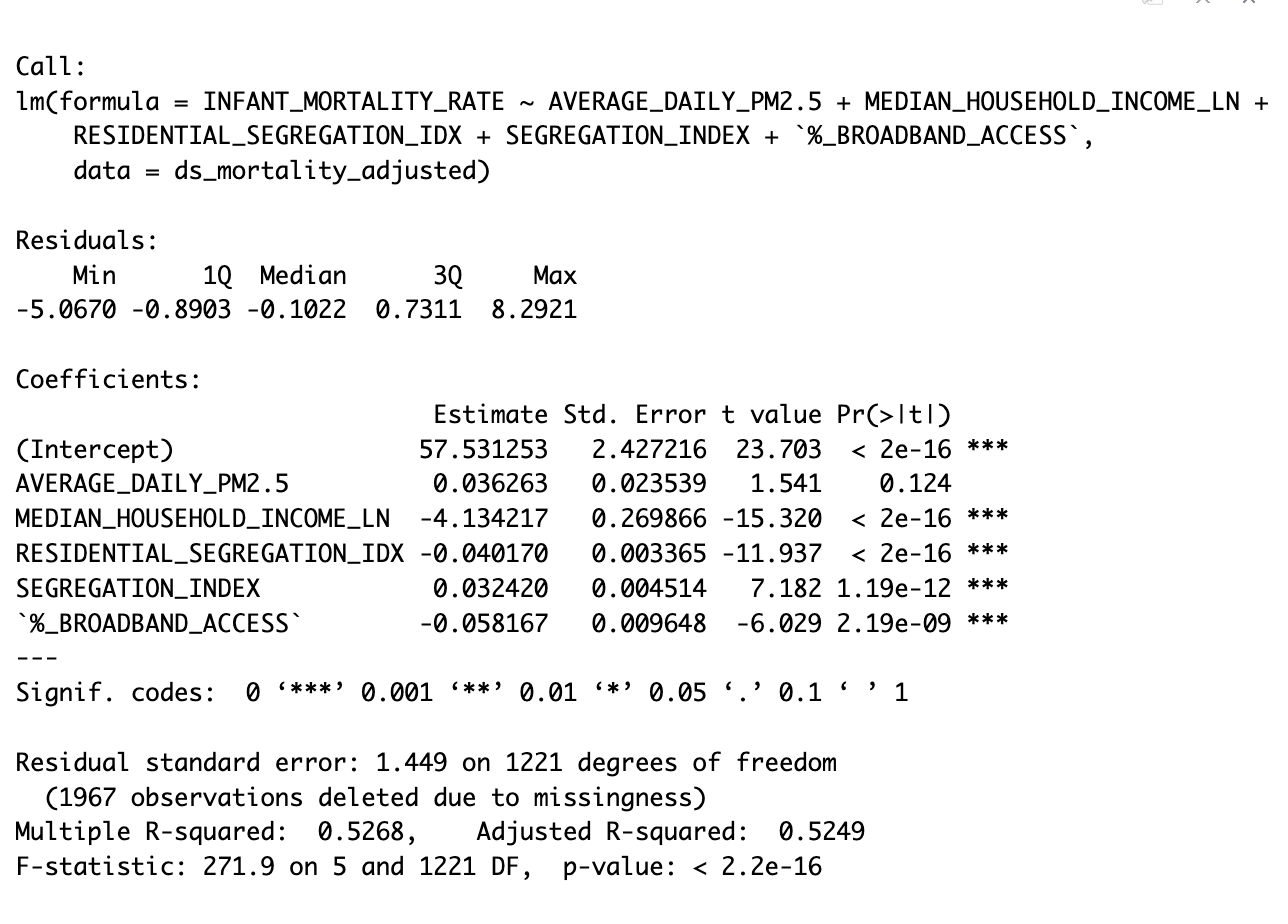 Call:
lm(formula = INFANT_MORTALITY_RATE ~ AVERAGE_DAILY_PM2.5 + MEDIAN_HOUSEHOLD_INCOME_LN +
    RESIDENTIAL_SEGREGATION_IDX + SEGREGATION_INDEX + `%_BROADBAND_ACCESS`,
    data = ds_mortality_adjusted)
Residuals:
    Min      1Q  Median      3Q     Max
-5.0670 -0.8903 -0.1022  0.7311  8.2921
Coefficients:
                             Estimate Std. Error t value Pr(>|t|)
(Intercept)                 57.531253   2.427216  23.703  < 2e-16 ***
AVERAGE_DAILY_PM2.5          0.036263   0.023539   1.541    0.124
MEDIAN_HOUSEHOLD_INCOME_LN  -4.134217   0.269866 -15.320  < 2e-16 ***
RESIDENTIAL_SEGREGATION_IDX -0.040170   0.003365 -11.937  < 2e-16 ***
SEGREGATION_INDEX            0.032420   0.004514   7.182 1.19e-12 ***
`%_BROADBAND_ACCESS`        -0.058167   0.009648  -6.029 2.19e-09 ***
---
Signif. codes:  0 ‘***’ 0.001 ‘**’ 0.01 ‘*’ 0.05 ‘.’ 0.1 ‘ ’ 1
Residual standard error: 1.449 on 1221 degrees of freedom
  (1967 observations deleted due to missingness)
Multiple R-squared:  0.5268,	Adjusted R-squared:  0.5249
F-statistic: 271.9 on 5 and 1221 DF,  p-value: < 2.2e-16